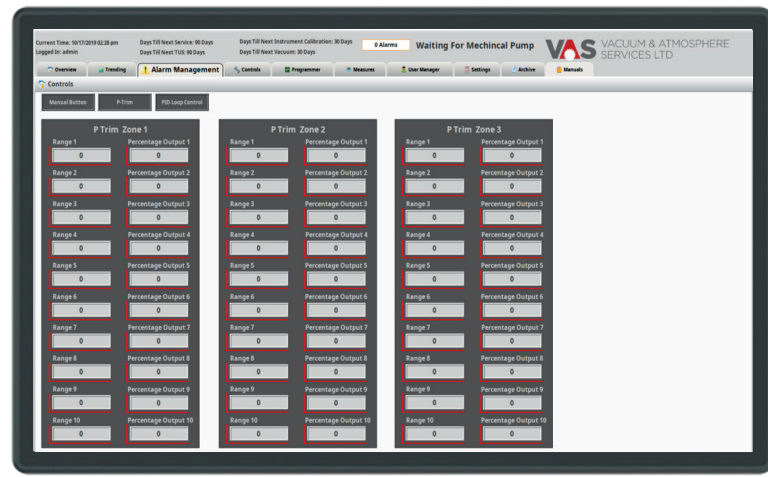 Current Time: 10/17/2019 02:28 pm Days Till Next Service: 90 Days Days Till Next Instrument Calibration: 30 Days
Logged In: admin Days Till Next TUS: 90 Days Days Till Next Vacuum: 30 Days
0 Alarms Waiting For Mechincal Pump
VAS VACUUM & ATMOSPHERE
SERVICES LTD
Overview Trending Alarm Management Controls Programmer Measures User Manager Settings Archive Manuals
Controls
Manual Button P-Trim PID Loop Control
P Trim Zone 1
Range 1 Percentage Output 1
0 0
Range 2 Percentage Output 2
0 0
Range 3 Percentage Output 3
0 0
Range 4 Percentage Output 4
0 0
Range 5 Percentage Output 5
0 0
Range 6 Percentage Output 6
0 0
Range 7 Percentage Output 7
0 0
Range 8 Percentage Output 8
0 0
Range 9 Percentage Output 9
0 0
Range 10 Percentage Output 10
0 0
P Trim Zone 2
Range 1 Percentage Output 1
0 0
Range 2 Percentage Output 2
0 0
Range 3 Percentage Output 3
0 0
Range 4 Percentage Output 4
0 0
Range 5 Percentage Output 5
0 0
Range 6 Percentage Output 6
0 0
Range 7 Percentage Output 7
0 0
Range 8 Percentage Output 8
0 0
Range 9 Percentage Output 9
0 0
Range 10 Percentage Output 10
0 0
P Trim Zone 3
Range 1 Percentage Output 1
0 0
Range 2 Percentage Output 2
0 0
Range 3 Percentage Output 3
0 0
Range 4 Percentage Output 4
0 0
Range 5 Percentage Output 5
0 0
Range 6 Percentage Output 6
0 0
Range 7 Percentage Output 7
0 0
Range 8 Percentage Output 8
0 0
Range 9 Percentage Output 9
0 0
Range 10 Percentage Output 10
0 0